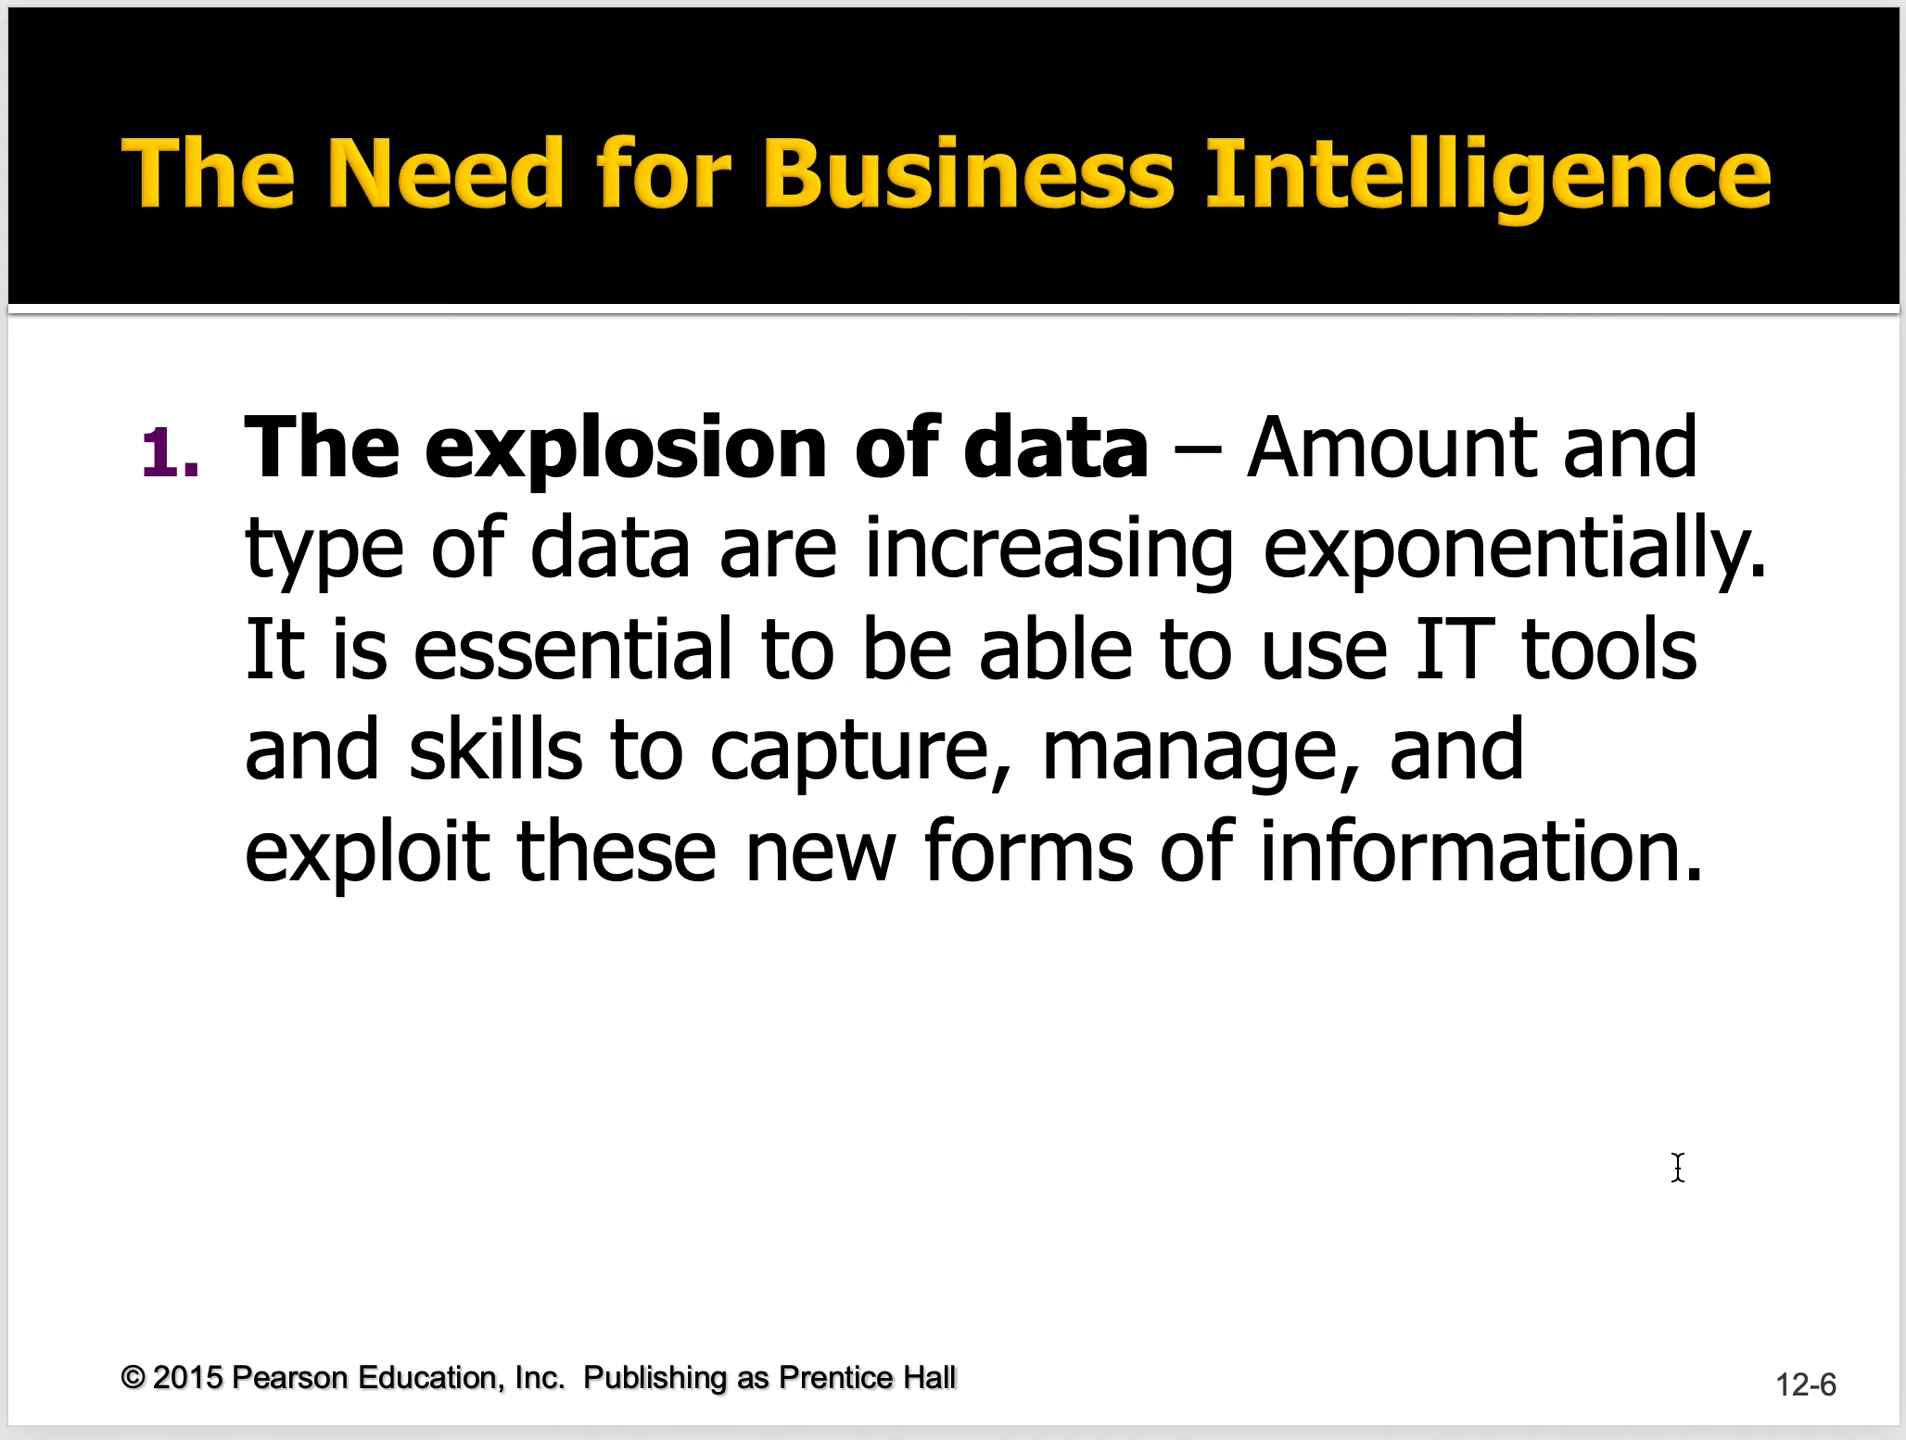 The Need for Business Intelligence
1. The explosion of data – Amount and
type of data are increasing exponentially.
It is essential to be able to use IT tools
and skills to capture, manage, and
exploit these new forms of information.
© 2015 Pearson Education, Inc.  Publishing as Prentice Hall
12-6